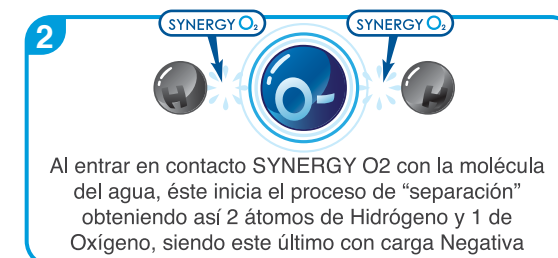 2
SYNERGY O2 SYNERGY O2
H O- H
Al entrar en contacto SYNERGY O2 con la molécula
del agua, éste inicia el proceso de “separación”
obteniendo así 2 átomos de Hidrógeno y 1 de
Oxígeno, siendo este último con carga Negativa